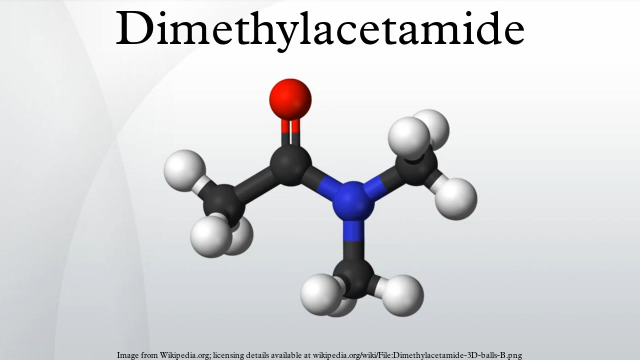 Dimethylacetamide
Image from Wikipedia.org; licensing details available at wikipedia.org/wiki/File:Dimethylacetamide-3D-balls-B.png